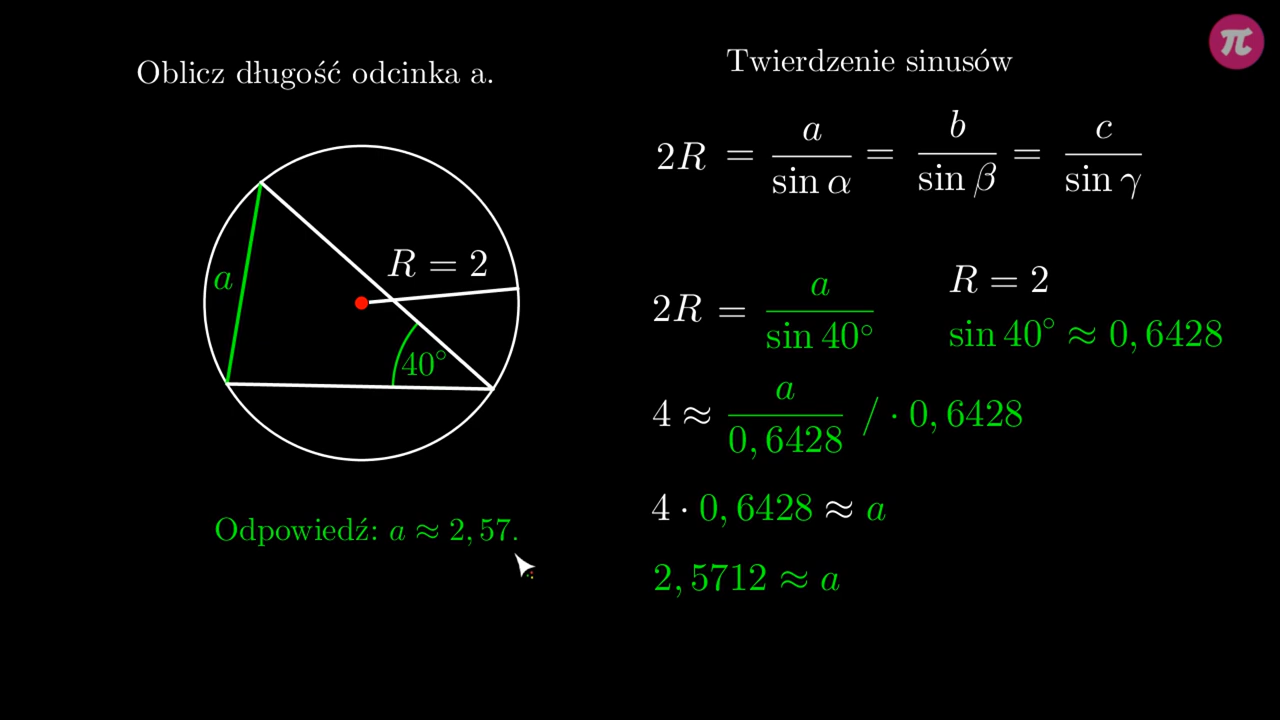 Oblicz długość odcinka a.
a
R = 2
40°
Odpowiedź: a ≈ 2,57.
Twierdzenie sinusów
2R = a/sin α = b/sin β = c/sin γ
2R = a/sin 40°
R = 2
sin 40° ≈ 0,6428
4 ≈ a/0,6428 / · 0,6428
4 · 0,6428 ≈ a
2,5712 ≈ a
π